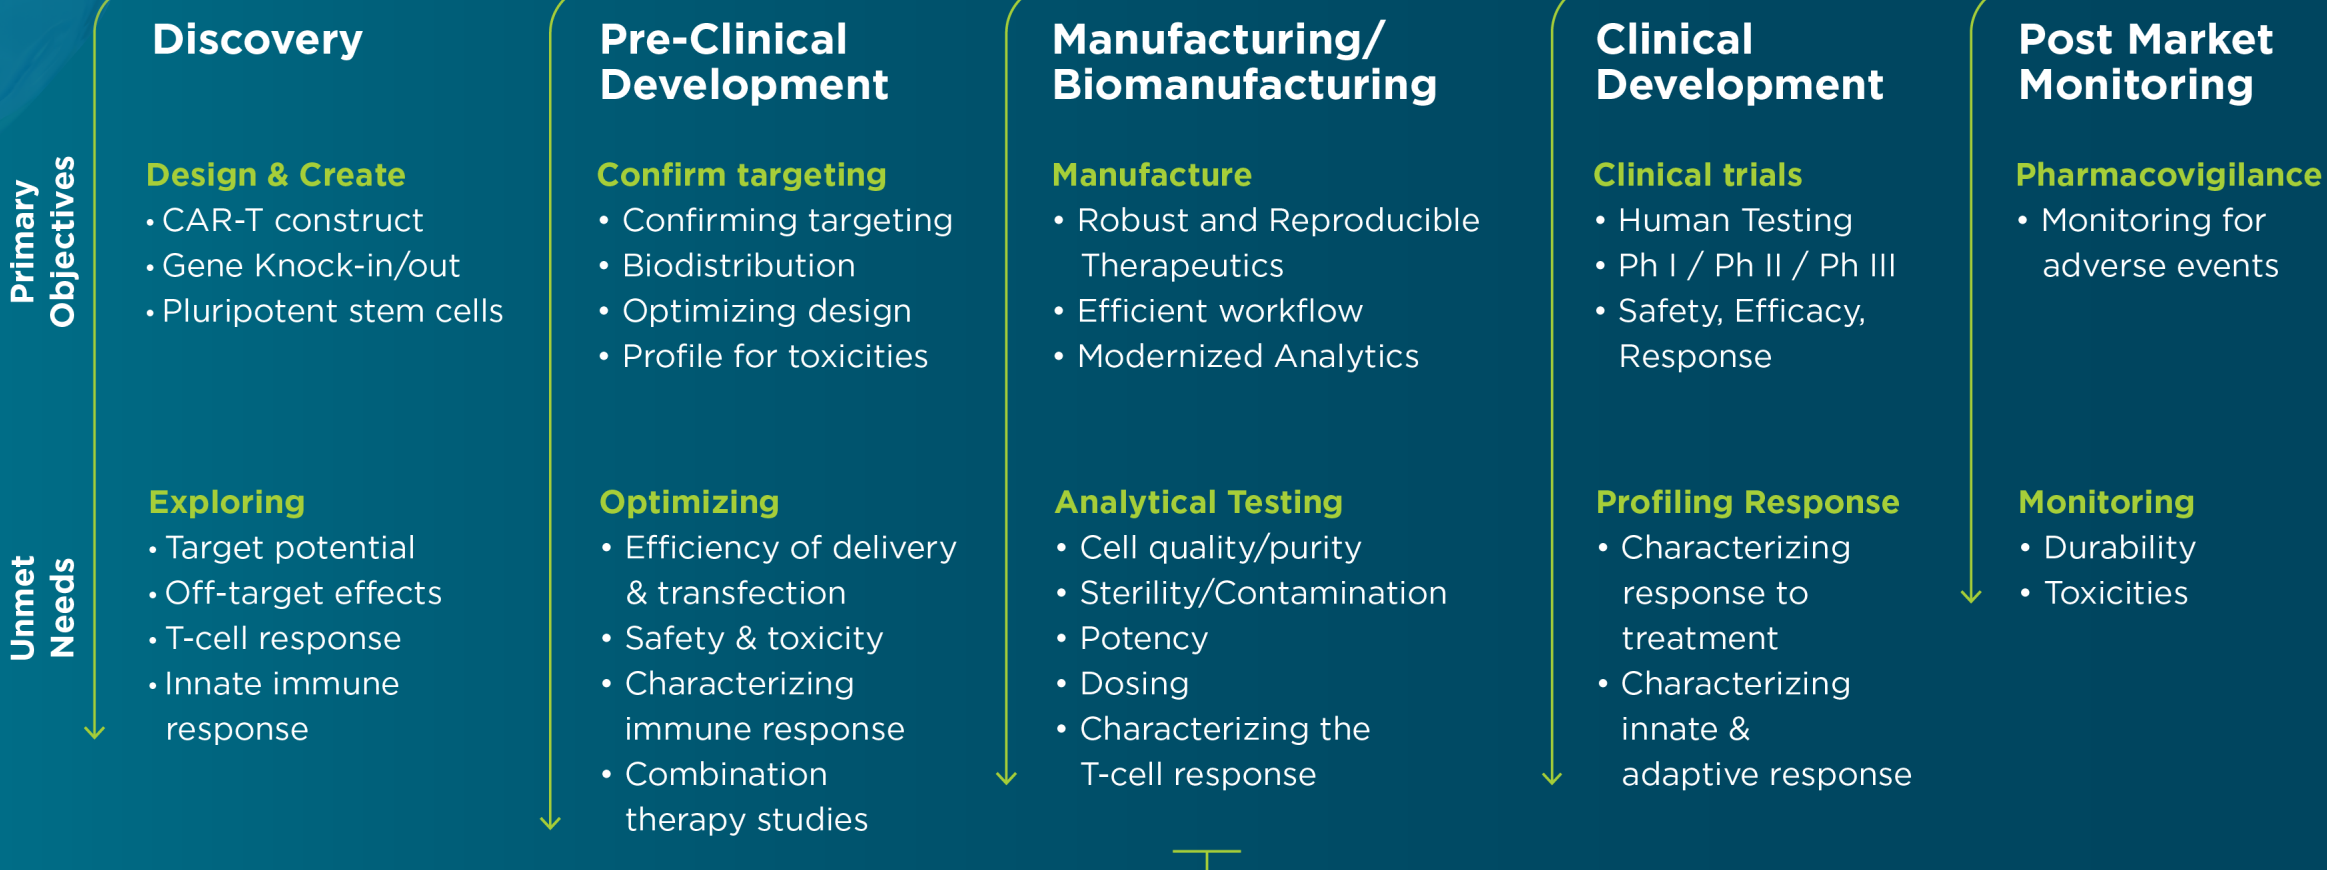 Discovery
Pre-Clinical
Development
Manufacturing/
Biomanufacturing
Clinical
Development
Post Market
Monitoring
Primary
Objectives
Design & Create
• CAR-T construct
• Gene Knock-in/out
• Pluripotent stem cells
Confirm targeting
• Confirming targeting
• Biodistribution
• Optimizing design
• Profile for toxicities
Manufacture
• Robust and Reproducible
Therapeutics
• Efficient workflow
• Modernized Analytics
Clinical trials
• Human Testing
• Ph I / Ph II / Ph III
• Safety, Efficacy,
Response
Pharmacovigilance
• Monitoring for
adverse events
Unmet
Needs
Exploring
• Target potential
• Off-target effects
• T-cell response
• Innate immune
response
Optimizing
• Efficiency of delivery
& transfection
• Safety & toxicity
• Characterizing
immune response
• Combination
therapy studies
Analytical Testing
• Cell quality/purity
• Sterility/Contamination
• Potency
• Dosing
• Characterizing the
T-cell response
Profiling Response
• Characterizing
response to
treatment
• Characterizing
innate &
adaptive response
Monitoring
• Durability
• Toxicities